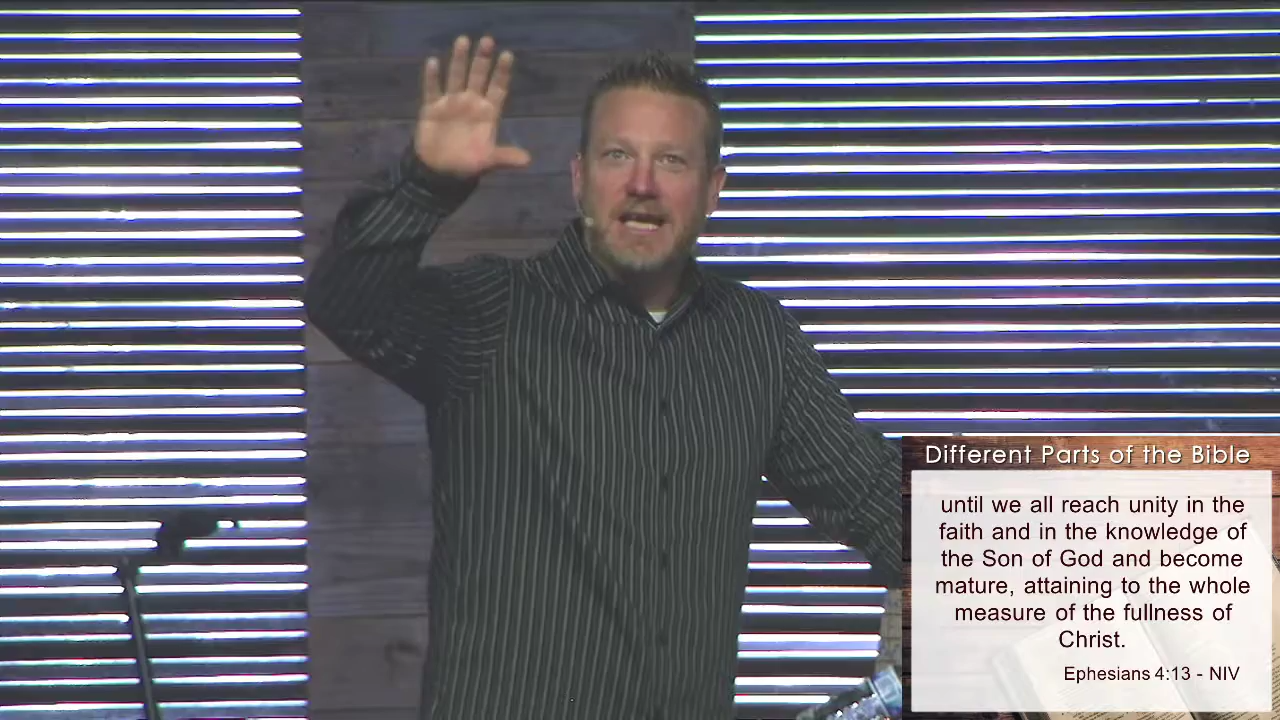 Different Parts of the Bible
until we all reach unity in the
faith and in the knowledge of
the Son of God and become
mature, attaining to the whole
measure of the fullness of
Christ.
Ephesians 4:13 - NIV